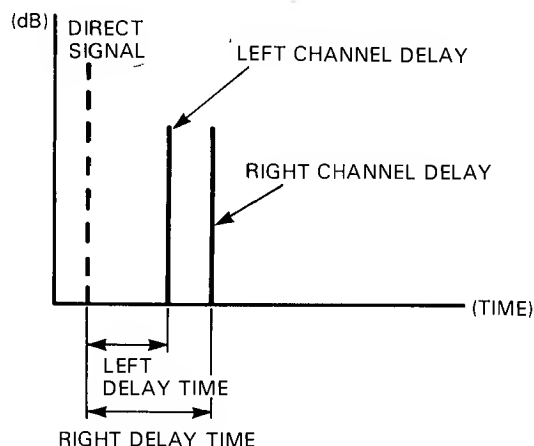 (dB)
DIRECT
SIGNAL
LEFT CHANNEL DELAY
RIGHT CHANNEL DELAY
(TIME)
LEFT
DELAY TIME
RIGHT DELAY TIME